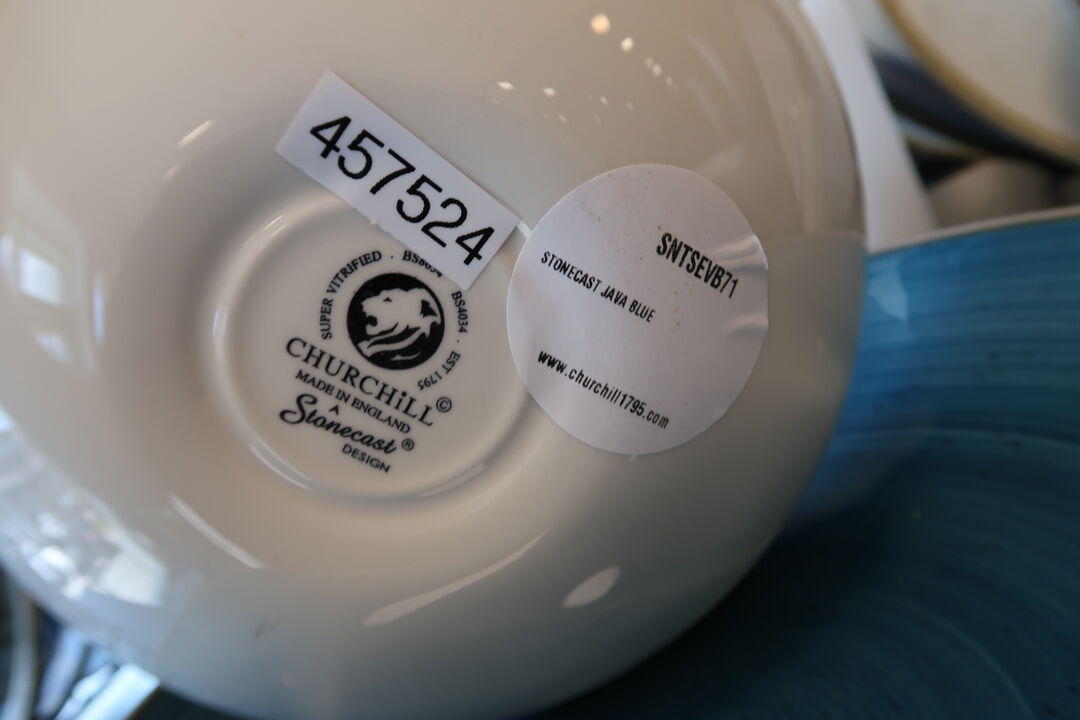 457524
SUPER VITRIFIED · BS4034 · EST 1795
CHURCHiLL ©
MADE IN ENGLAND
A
Stonecast ®
DESIGN
SNTSEVB71
STONECAST JAVA BLUE
www.churchill1795.com